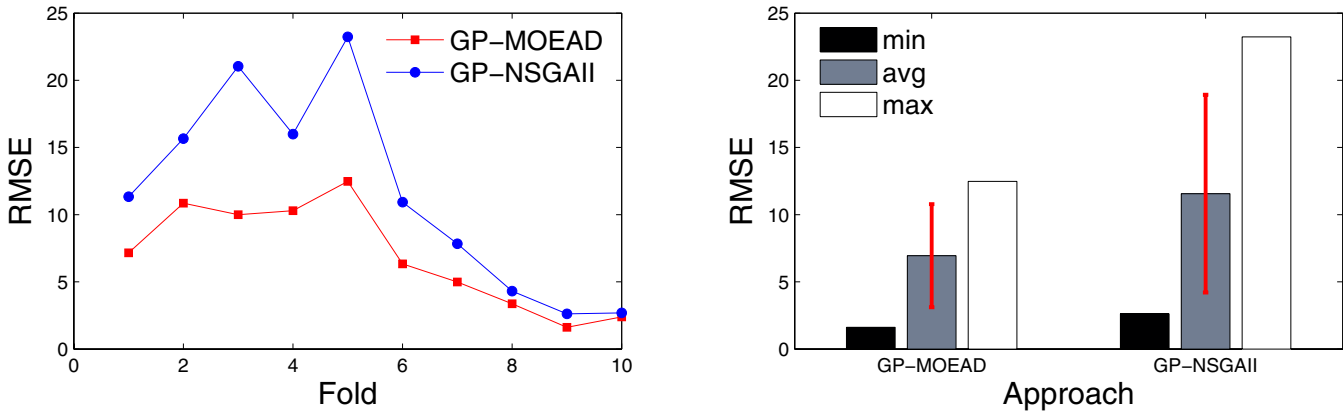 25
20
15
10
5
0
RMSE
0 2 4 6 8 10
Fold
GP-MOEAD
GP-NSGAII
25
20
15
10
5
0
RMSE
min
avg
max
GP-MOEAD GP-NSGAII
Approach